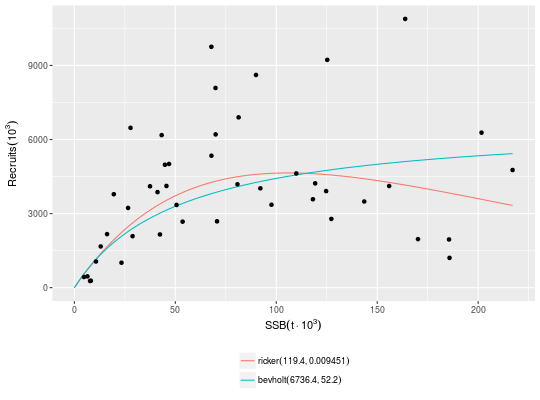 9000
6000
3000
0
Recruits(10³)
0 50 100 150 200
SSB(t · 10³)
ricker(119.4, 0.009451)
bevholt(6736.4, 52.2)